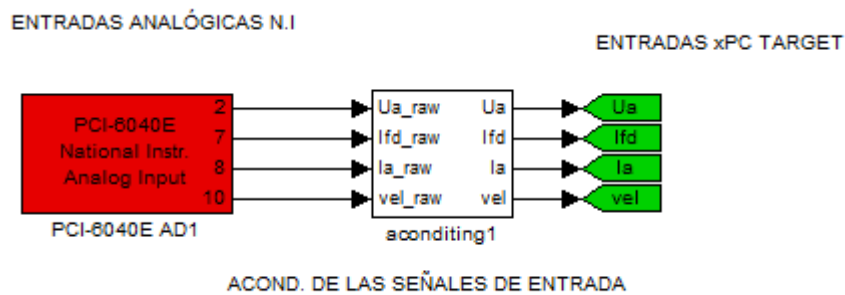 ENTRADAS ANALÓGICAS N.I
ENTRADAS xPC TARGET
PCI-6040E
National Instr.
Analog Input
2
7
8
10
PCI-6040E AD1
Ua_raw
Ifd_raw
Ia_raw
vel_raw
Ua
Ifd
Ia
vel
aconditing1
Ua
Ifd
Ia
vel
ACOND. DE LAS SEÑALES DE ENTRADA